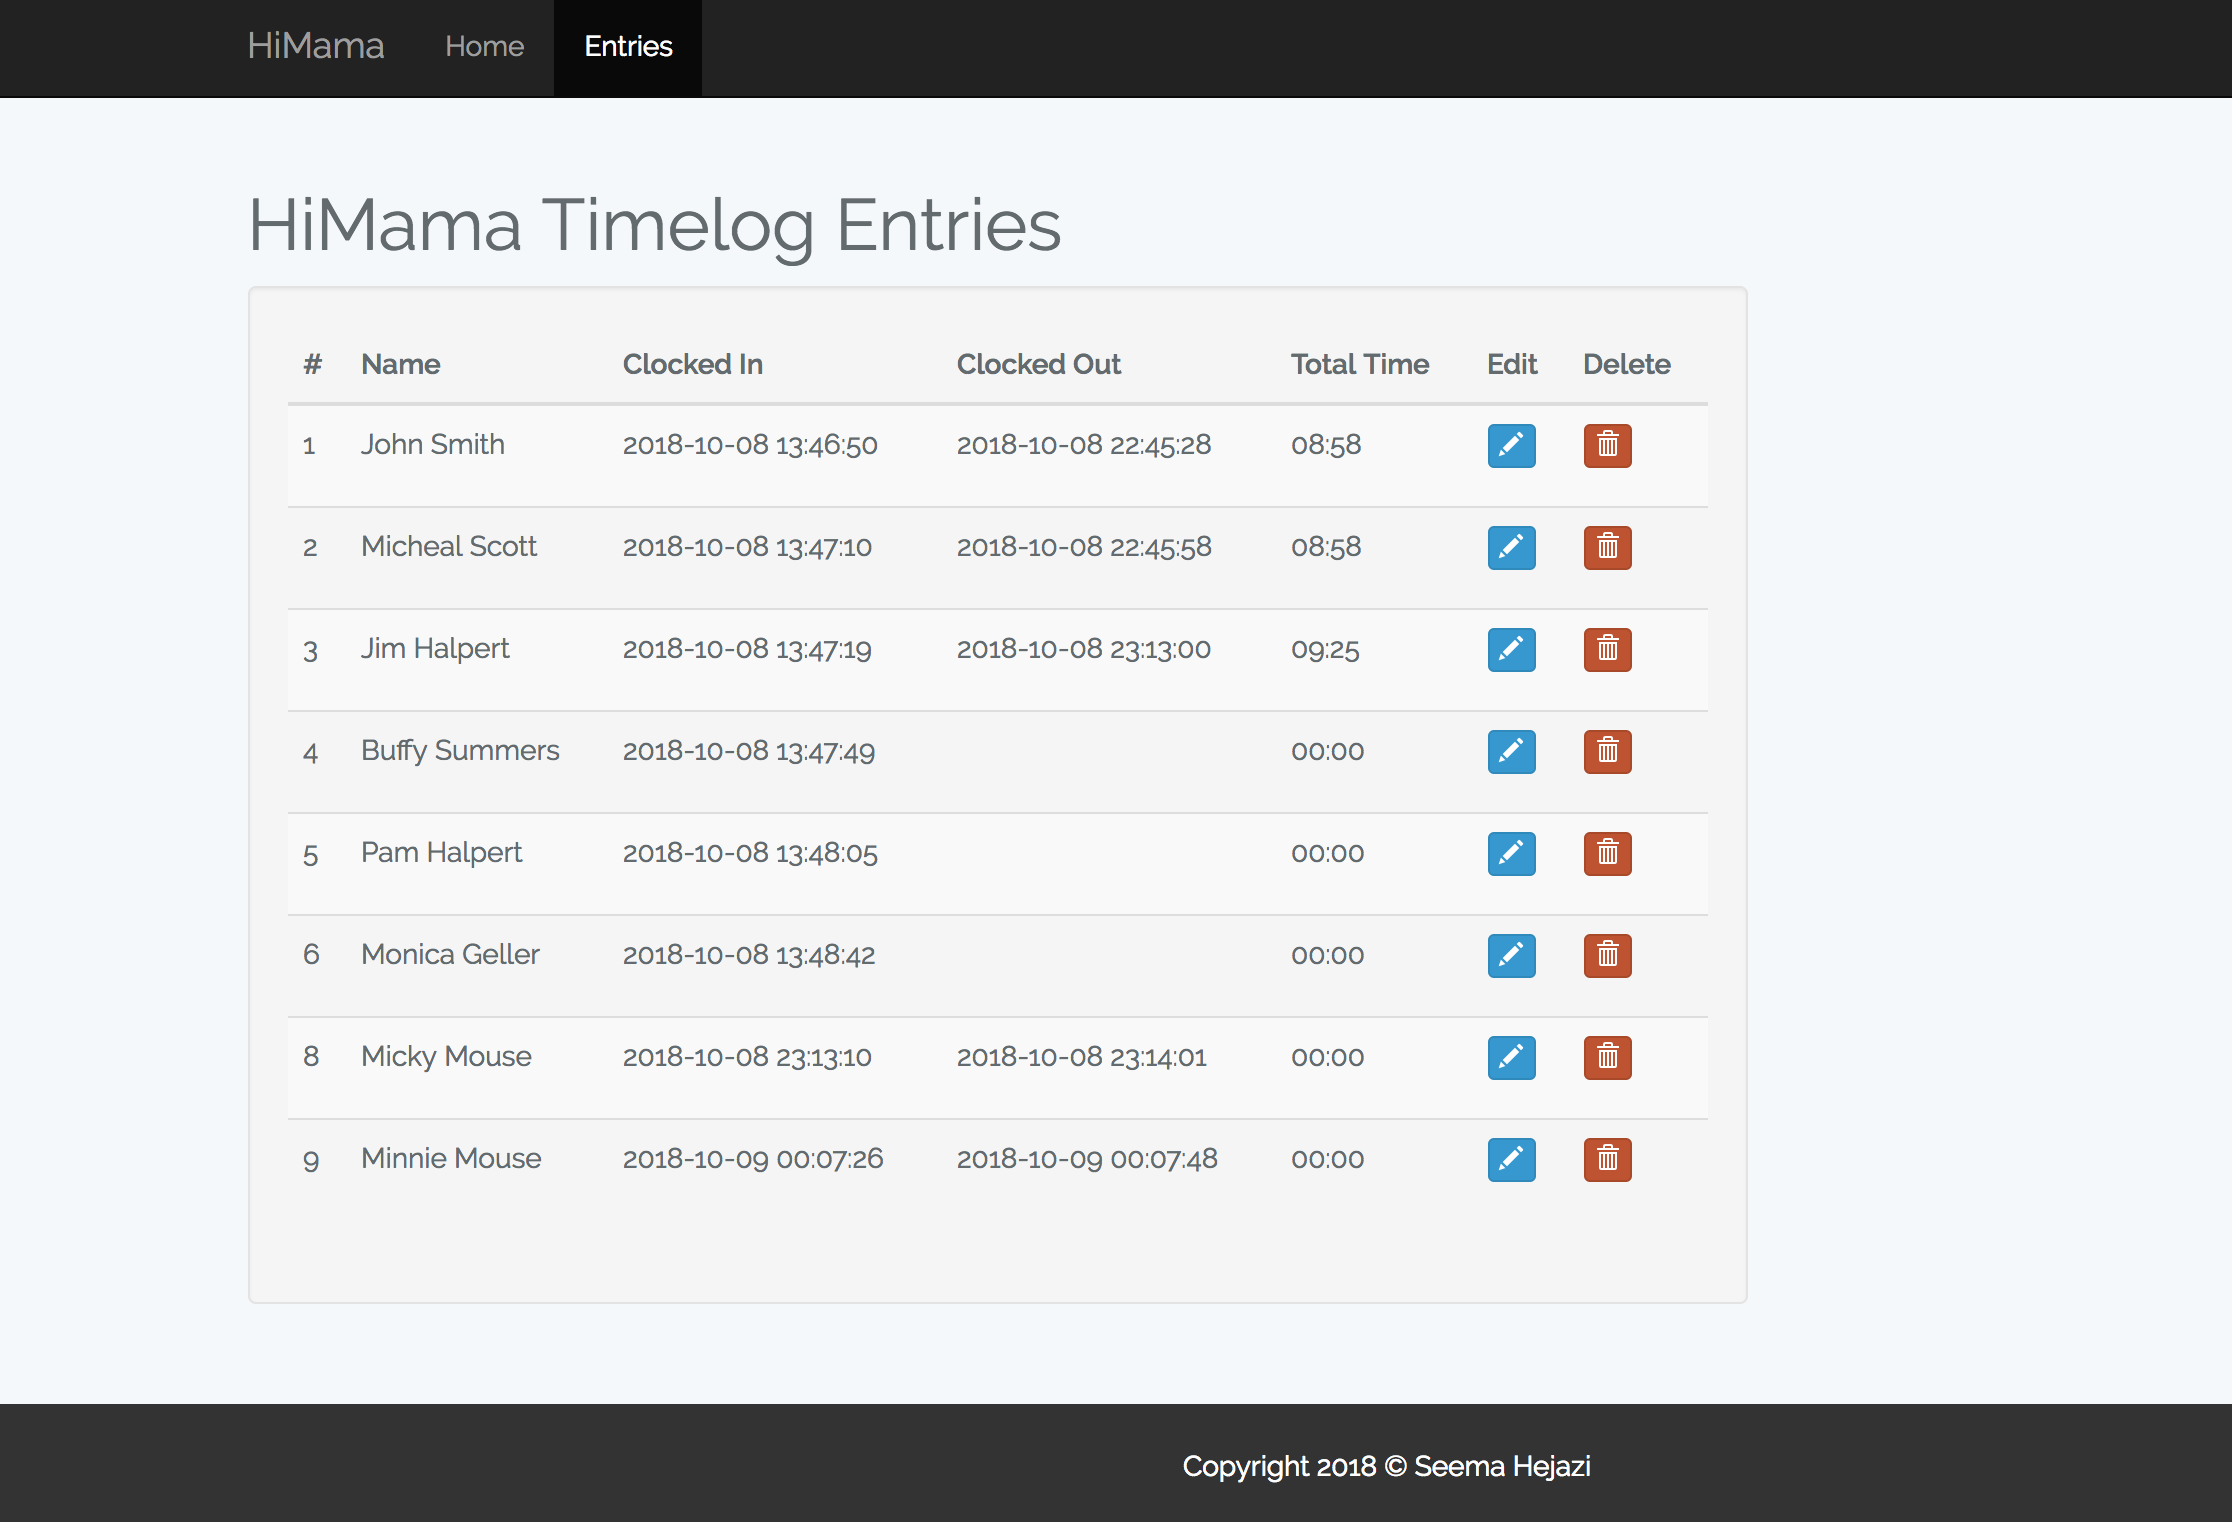 HiMama Home Entries
HiMama Timelog Entries
# Name Clocked In Clocked Out Total Time Edit Delete
1 John Smith 2018-10-08 13:46:50 2018-10-08 22:45:28 08:58
2 Micheal Scott 2018-10-08 13:47:10 2018-10-08 22:45:58 08:58
3 Jim Halpert 2018-10-08 13:47:19 2018-10-08 23:13:00 09:25
4 Buffy Summers 2018-10-08 13:47:49 00:00
5 Pam Halpert 2018-10-08 13:48:05 00:00
6 Monica Geller 2018-10-08 13:48:42 00:00
8 Micky Mouse 2018-10-08 23:13:10 2018-10-08 23:14:01 00:00
9 Minnie Mouse 2018-10-09 00:07:26 2018-10-09 00:07:48 00:00
Copyright 2018 © Seema Hejazi